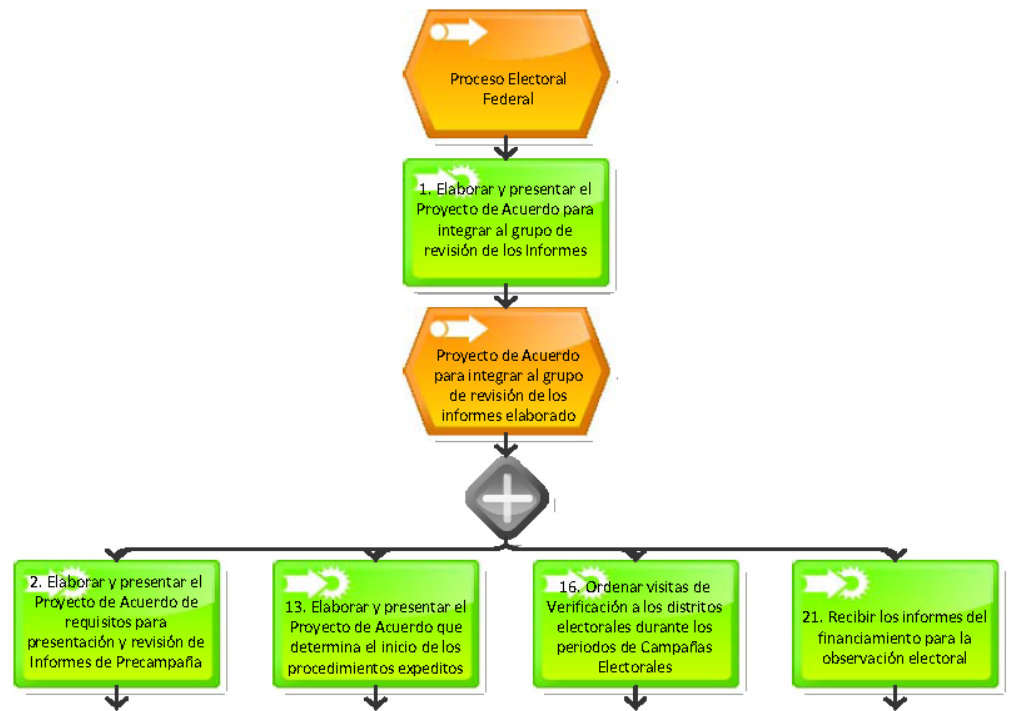 Proceso Electoral
Federal
1. Elaborar y presentar el
Proyecto de Acuerdo para
integrar al grupo de
revisión de los Informes
Proyecto de Acuerdo
para integrar al grupo
de revisión de los
informes elaborado
2. Elaborar y presentar el
Proyecto de Acuerdo de
requisitos para
presentación y revisión de
Informes de Precampaña
13. Elaborar y presentar el
Proyecto de Acuerdo que
determina el inicio de los
procedimientos expeditos
16. Ordenar visitas de
Verificación a los distritos
electorales durante los
periodos de Campañas
Electorales
21. Recibir los informes del
financiamiento para la
observación electoral